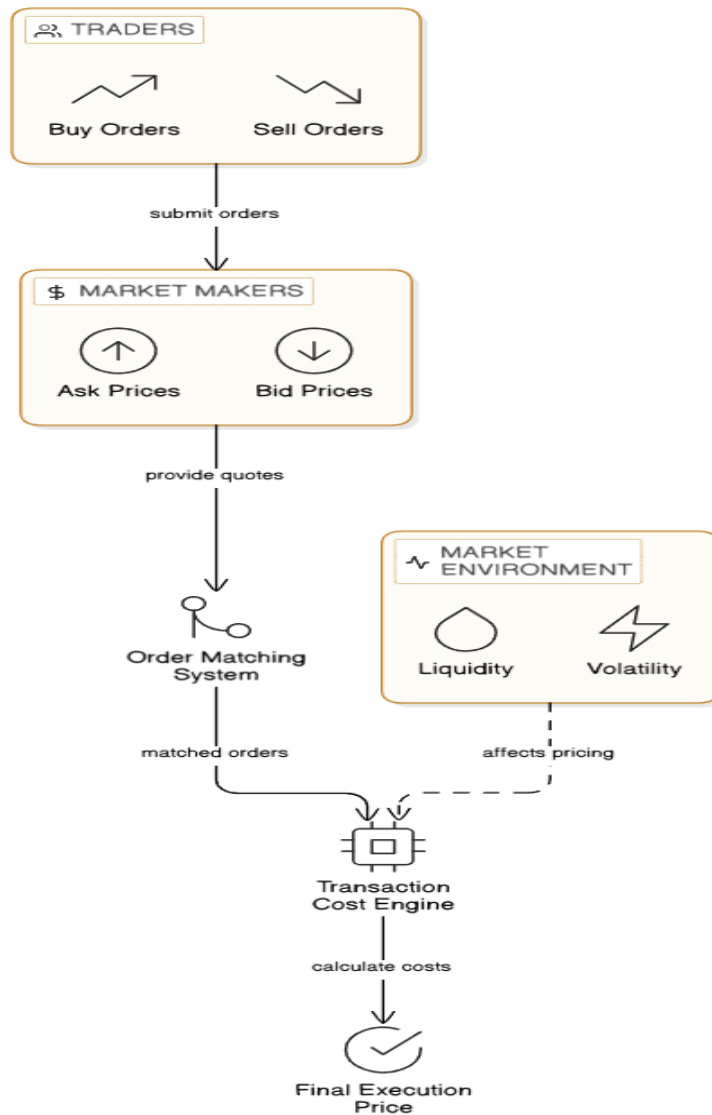 TRADERS
Buy Orders
Sell Orders
submit orders
$ MARKET MAKERS
Ask Prices
Bid Prices
provide quotes
MARKET
ENVIRONMENT
Order Matching
System
Liquidity
Volatility
matched orders
affects pricing
Transaction
Cost Engine
calculate costs
Final Execution
Price